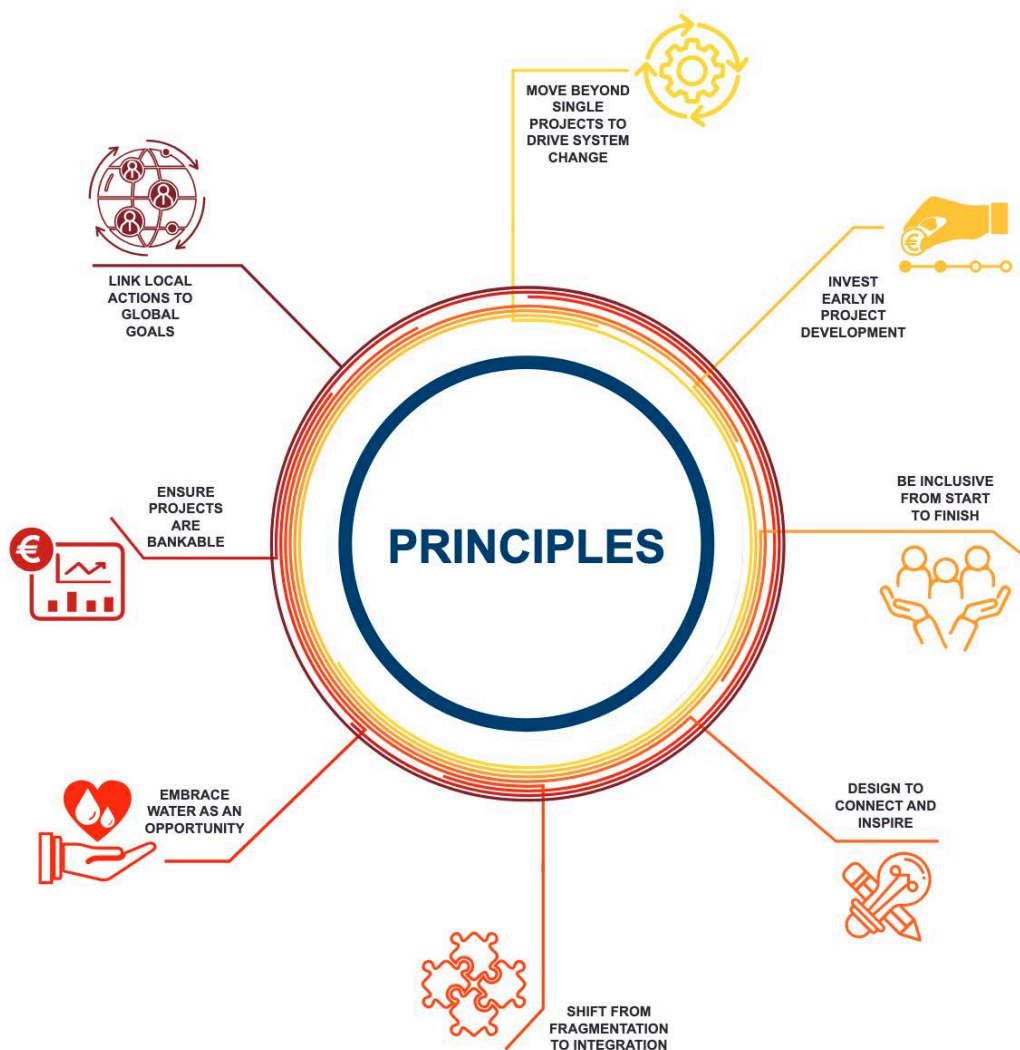 MOVE BEYOND
SINGLE
PROJECTS TO
DRIVE SYSTEM
CHANGE
INVEST
EARLY IN
PROJECT
DEVELOPMENT
BE INCLUSIVE
FROM START
TO FINISH
DESIGN TO
CONNECT AND
INSPIRE
SHIFT FROM
FRAGMENTATION
TO INTEGRATION
EMBRACE
WATER AS AN
OPPORTUNITY
ENSURE
PROJECTS
ARE
BANKABLE
LINK LOCAL
ACTIONS TO
GLOBAL
GOALS
PRINCIPLES
€
€